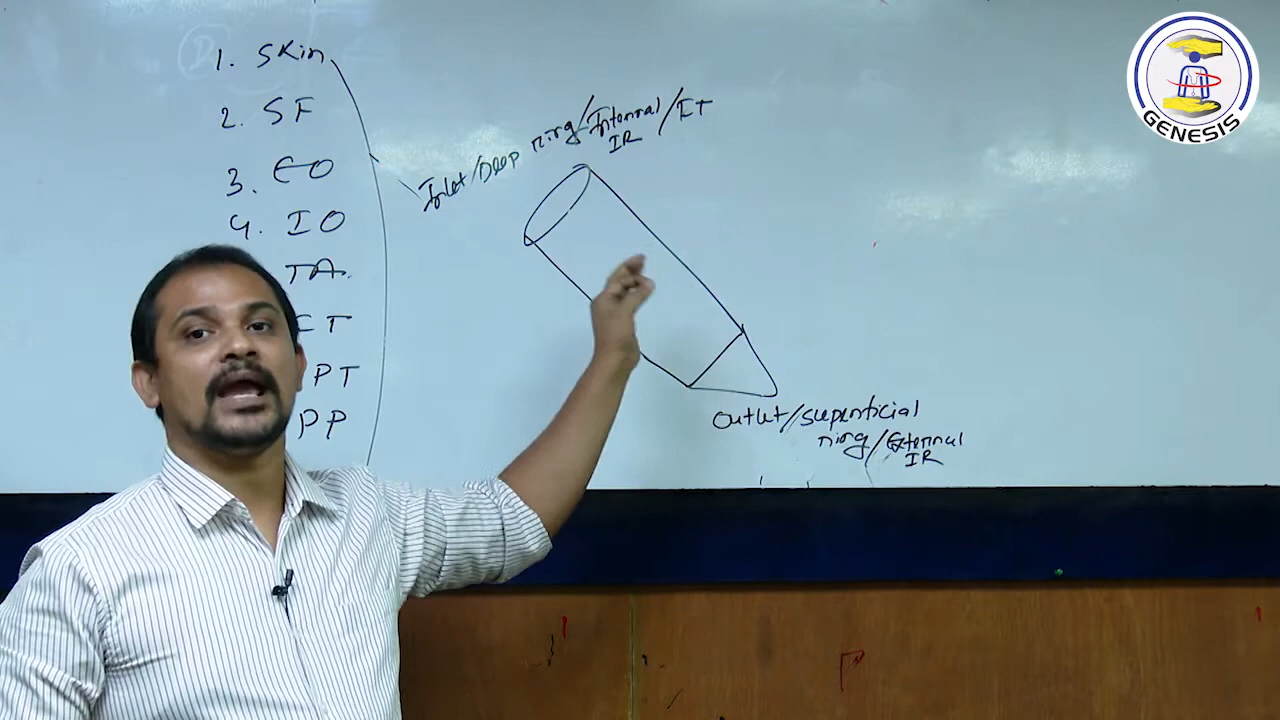 1. Skin
2. SF
3. EO
4. IO
TA
CT
PT
PP
Inlet/Deep ring/Internal IR/IT
Outlet/superficial
ring/External
IR
GENESIS